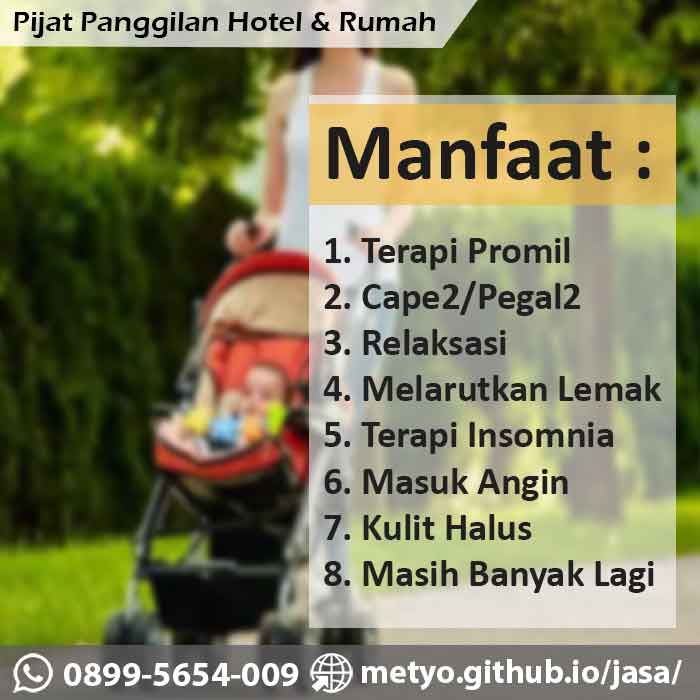 Pijat Panggilan Hotel & Rumah
Manfaat :
1. Terapi Promil
2. Cape2/Pegal2
3. Relaksasi
4. Melarutkan Lemak
5. Terapi Insomnia
6. Masuk Angin
7. Kulit Halus
8. Masih Banyak Lagi
0899-5654-009 metyo.github.io/jasa/